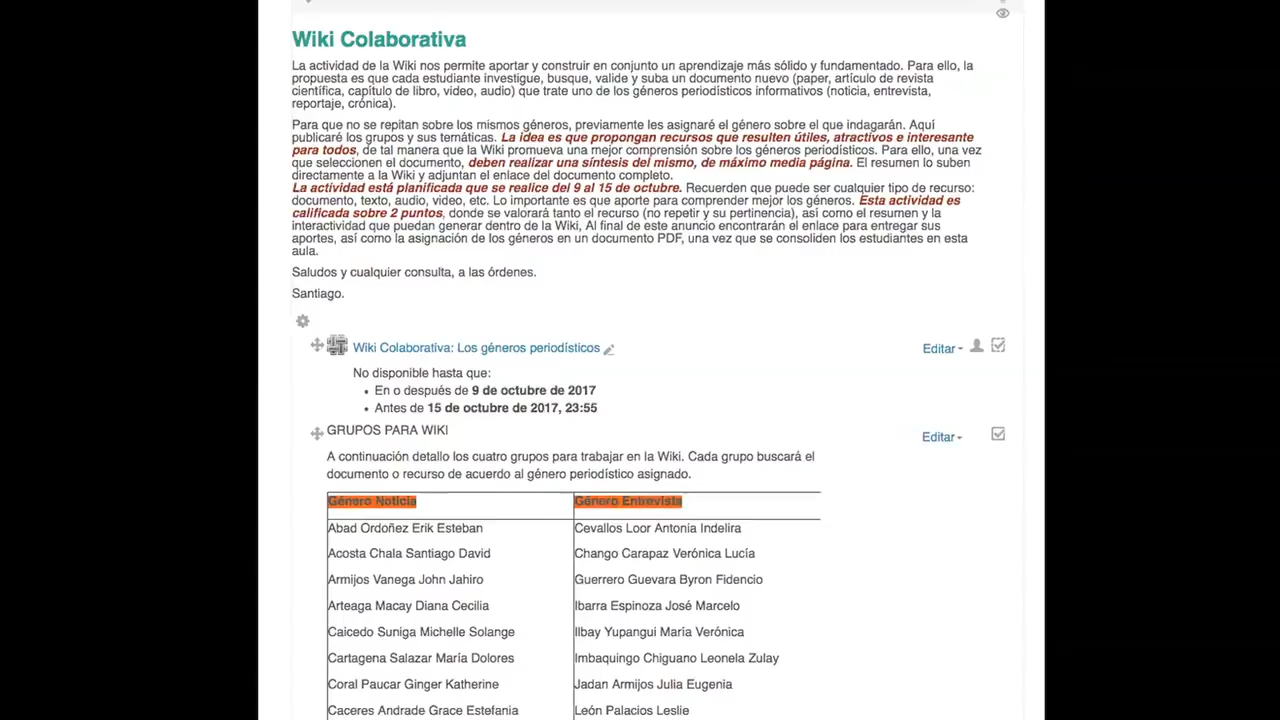 Wiki Colaborativa
La actividad de la Wiki nos permite aportar y construir en conjunto un aprendizaje más sólido y fundamentado. Para ello, la
propuesta es que cada estudiante investigue, busque, valide y suba un documento nuevo (paper, artículo de revista
científica, capítulo de libro, video, audio) que trate uno de los géneros periodísticos informativos (noticia, entrevista,
reportaje, crónica).
Para que no se repitan sobre los mismos géneros, previamente les asignaré el género sobre el que indagarán. Aquí
publicaré los grupos y sus temáticas. La idea es que propongan recursos que resulten útiles, atractivos e interesante
para todos, de tal manera que la Wiki promueva una mejor comprensión sobre los géneros periodísticos. Para ello, una vez
que seleccionen el documento, deben realizar una síntesis del mismo, de máximo media página. El resumen lo suben
directamente a la Wiki y adjuntan el enlace del documento completo.
La actividad está planificada que se realice del 9 al 15 de octubre. Recuerden que puede ser cualquier tipo de recurso:
documento, texto, audio, video, etc. Lo importante es que aporte para comprender mejor los géneros. Esta actividad es
calificada sobre 2 puntos, donde se valorará tanto el recurso (no repetir y su pertinencia), así como el resumen y la
interactividad que puedan generar dentro de la Wiki, Al final de este anuncio encontrarán el enlace para entregar sus
aportes, así como la asignación de los géneros en un documento PDF, una vez que se consoliden los estudiantes en esta
aula.
Saludos y cualquier consulta, a las órdenes.
Santiago.
Wiki Colaborativa: Los géneros periodísticos Editar
No disponible hasta que:
• En o después de 9 de octubre de 2017
• Antes de 15 de octubre de 2017, 23:55
GRUPOS PARA WIKI Editar
A continuación detallo los cuatro grupos para trabajar en la Wiki. Cada grupo buscará el
documento o recurso de acuerdo al género periodístico asignado.
Género Noticia Género Entrevista
Abad Ordoñez Erik Esteban Cevallos Loor Antonia Indelira
Acosta Chala Santiago David Chango Carapaz Verónica Lucía
Armijos Vanega John Jahiro Guerrero Guevara Byron Fidencio
Arteaga Macay Diana Cecilia Ibarra Espinoza José Marcelo
Caicedo Suniga Michelle Solange Ilbay Yupangui María Verónica
Cartagena Salazar María Dolores Imbaquingo Chiguano Leonela Zulay
Coral Paucar Ginger Katherine Jadan Armijos Julia Eugenia
Caceres Andrade Grace Estefania León Palacios Leslie